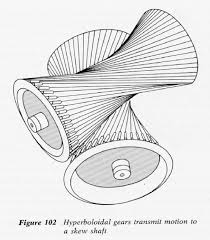 Figure 102 Hyperboloidal gears transmit motion to
a skew shaft